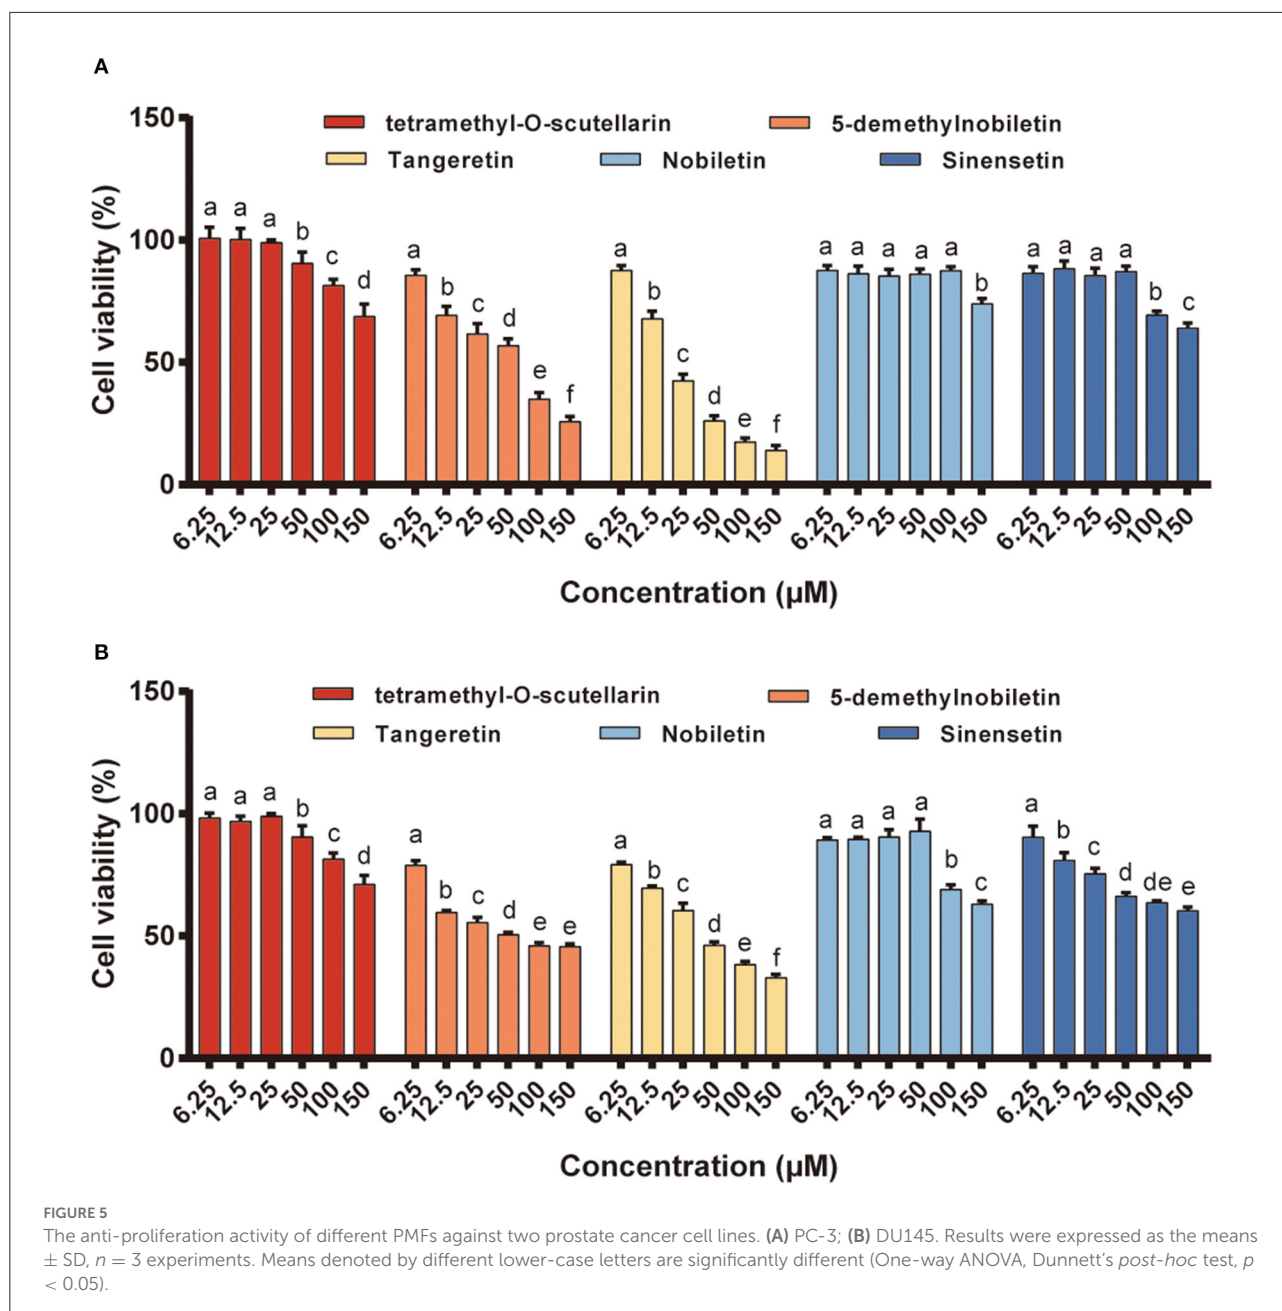 A
150
100
50
0
Cell viability (%)
tetramethyl-O-scutellarin 5-demethylnobiletin
Tangeretin Nobiletin Sinensetin
a a a b c d a b c d e f a b c d e f a a a a a b a a a a b c
6.25 12.5 25 50 100 150 6.25 12.5 25 50 100 150 6.25 12.5 25 50 100 150 6.25 12.5 25 50 100 150 6.25 12.5 25 50 100 150
Concentration (µM)
B
150
100
50
0
Cell viability (%)
tetramethyl-O-scutellarin 5-demethylnobiletin
Tangeretin Nobiletin Sinensetin
a a a b c d a b c d e e a b c d e f a a a a b c a b c d de e
6.25 12.5 25 50 100 150 6.25 12.5 25 50 100 150 6.25 12.5 25 50 100 150 6.25 12.5 25 50 100 150 6.25 12.5 25 50 100 150
Concentration (µM)
FIGURE 5
The anti-proliferation activity of different PMFs against two prostate cancer cell lines. (A) PC-3; (B) DU145. Results were expressed as the means
± SD, n = 3 experiments. Means denoted by different lower-case letters are significantly different (One-way ANOVA, Dunnett's post-hoc test, p
< 0.05).